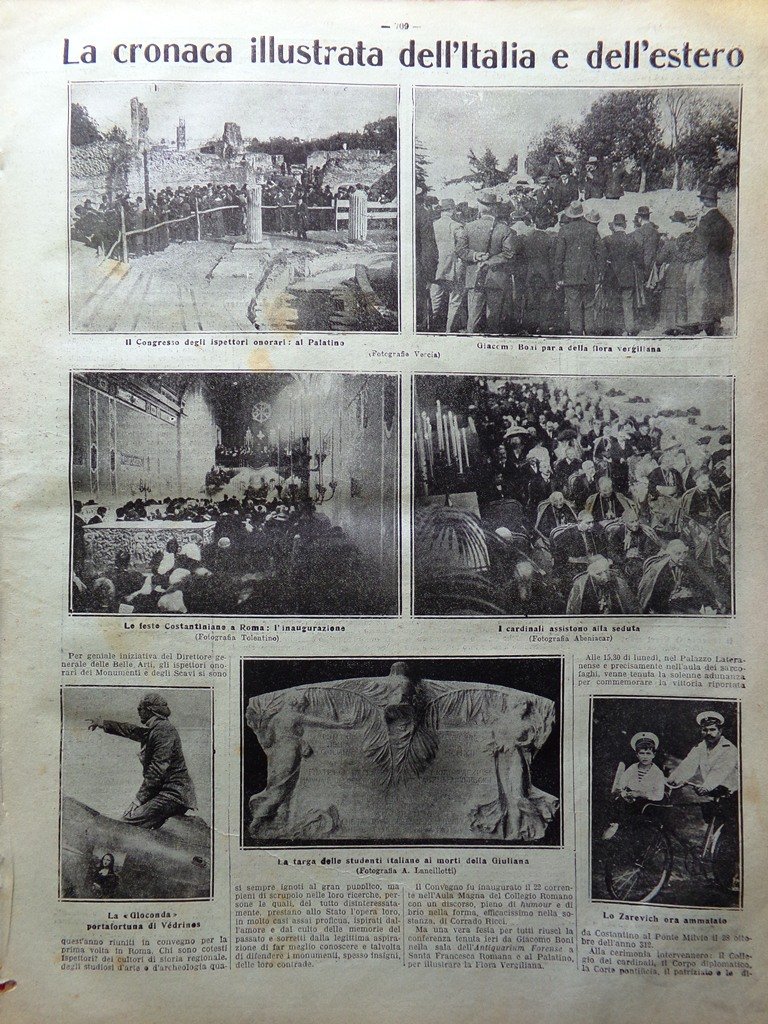 — 709 —
La cronaca illustrata dell'Italia e dell'estero
Il Congresso degli ispettori onorari: al Palatino
Giacomo Boni parla della flora vergiliana
(Fotografia Vercia)
Le feste Costantiniane a Roma: l'inaugurazione
(Fotografia Tolentino)
I cardinali assistono alla seduta
(Fotografia Abeniacar)
Per geniale iniziativa del Direttore ge-
nerale delle Belle Arti, gli ispettori ono-
rari dei Monumenti e degli Scavi si sono
La «Gioconda»
portafortuna di Védrines
quest'anno riuniti in convegno per la
prima volta in Roma. Chi sono cotesti
ispettori? dei cultori di storia regionale,
degli studiosi d'arte o d'archeologia qua-
La targa delle studenti italiane ai morti della Giuliana
(Fotografia A. Lancillotti)
si sempre ignoti al gran pubblico, ma
pieni di scrupolo nelle loro ricerche, per-
sone le quali, del tutto disinteressata-
mente, prestano allo Stato l'opera loro,
in molto casi assai proficua. Ispirati dal-
l'amore e dal culto delle memorie del
passato e sorretti dalla legittima aspira-
zione di far meglio conoscere e talvolta
di difendere i monumenti, spesso insigni,
delle loro contrade.
Il Convegno fu inaugurato il 22 corren-
te nell'Aula Magna del Collegio Romano
con un discorso, pieno di humour e di
brio nella forma, efficacissimo nella so-
stanza, di Corrado Ricci.
Ma una vera festa per tutti riuscì la
conferenza tenuta ieri da Giacomo Boni
nella sala dell'Antiquarium Forense a
Santa Francesca Romana e al Palatino,
per illustrare la Flora Vergiliana.
Alle 15,30 di lunedì, nel Palazzo Latera-
nense e precisamente nell'aula dei sarco-
faghi, venne tenuta la solenne adunanza
per commemorare la vittoria riportata
Lo Zarevich ora ammalato
da Costantino al Ponte Milvio il 28 otto-
bre dell'anno 312.
Alla cerimonia intervennero: il Colle-
gio dei cardinali, il Corpo diplomatico,
la Corte pontificia, il patriziato e le di-